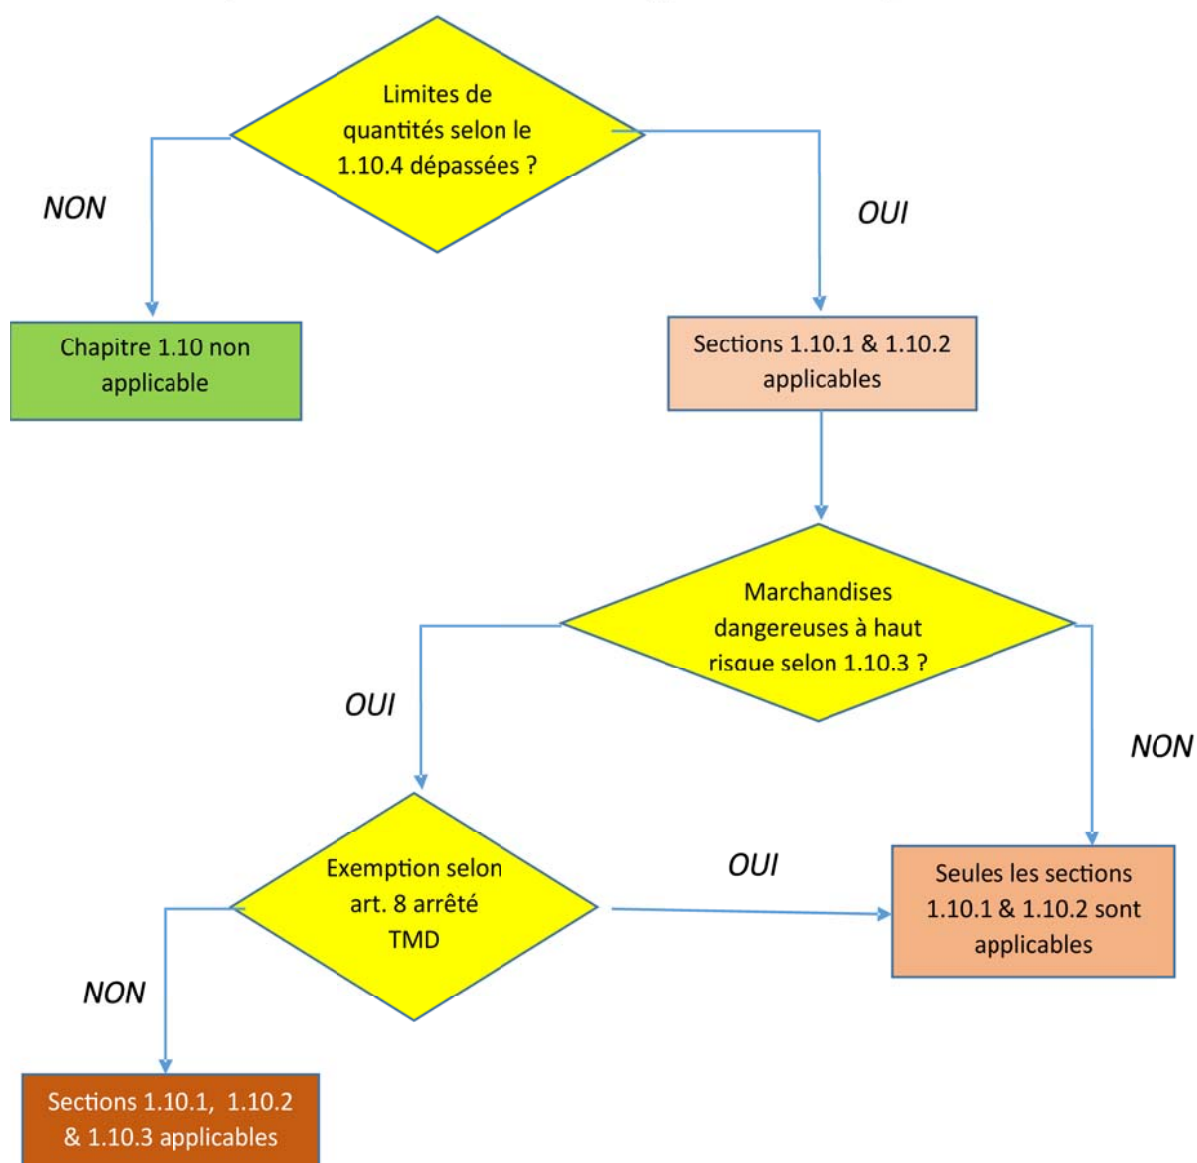 Limites de
quantités selon le
1.10.4 dépassées ?
NON
OUI
Chapitre 1.10 non
applicable
Sections 1.10.1 & 1.10.2
applicables
Marchandises
dangereuses à haut
risque selon 1.10.3 ?
OUI
NON
Exemption selon
art. 8 arrêté
TMD
OUI
Seules les sections
1.10.1 & 1.10.2 sont
applicables
NON
Sections 1.10.1, 1.10.2
& 1.10.3 applicables